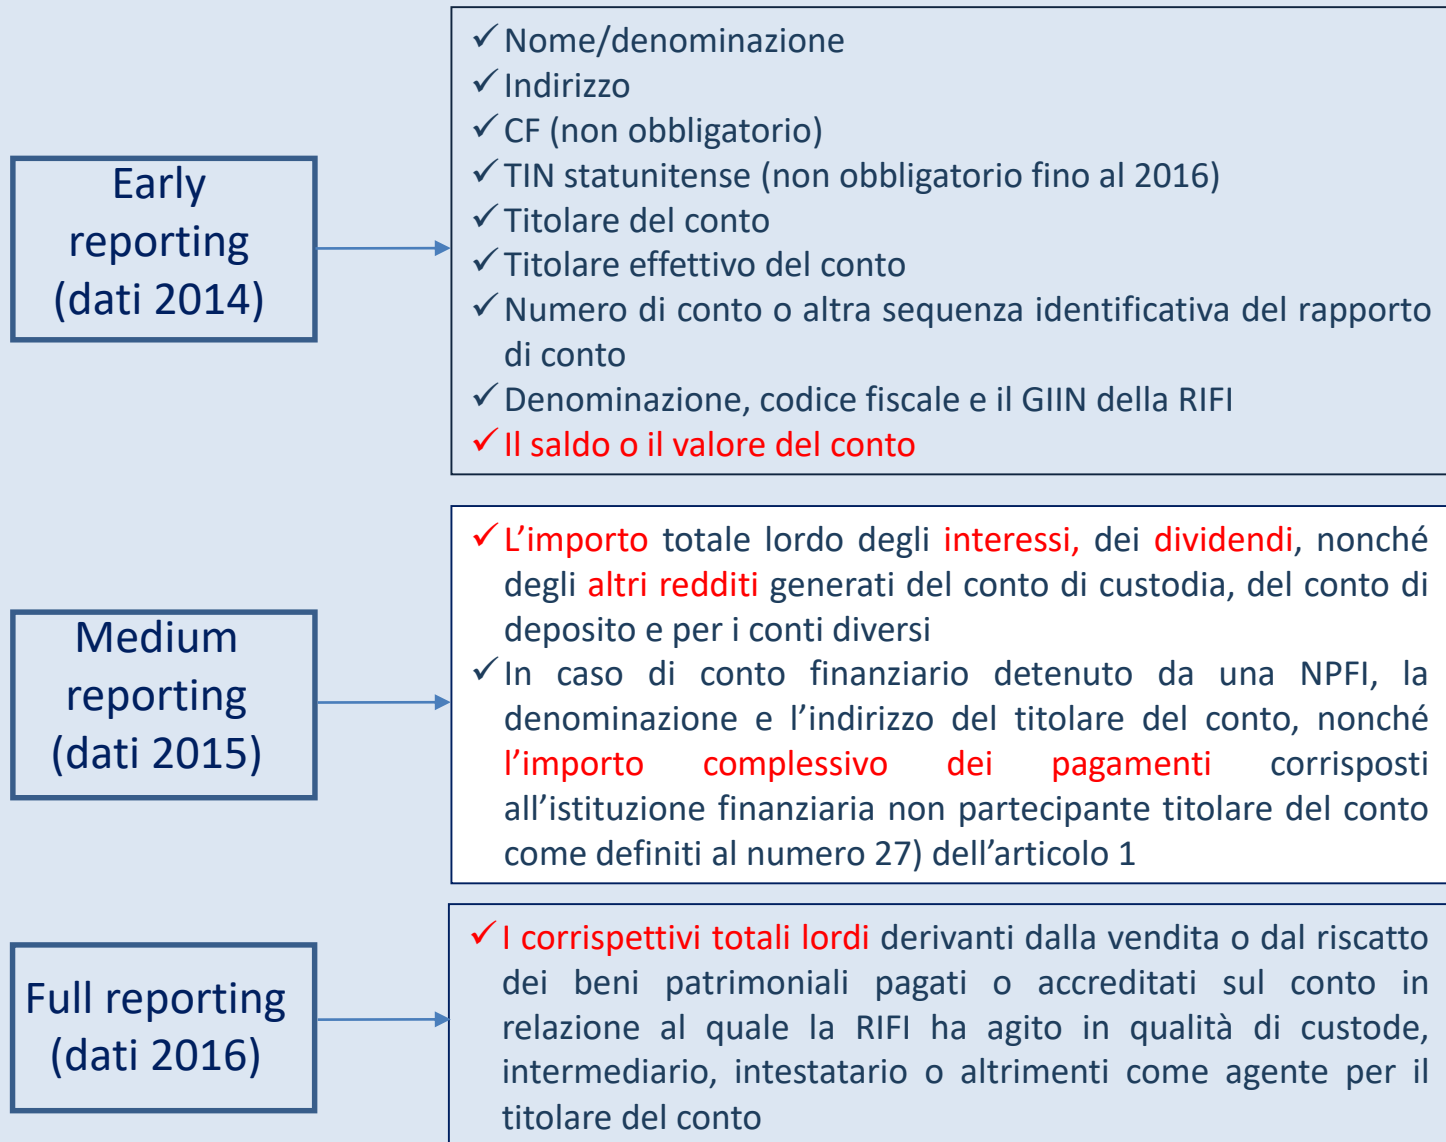 Early
reporting
(dati 2014)
✓ Nome/denominazione
✓ Indirizzo
✓ CF (non obbligatorio)
✓ TIN statunitense (non obbligatorio fino al 2016)
✓ Titolare del conto
✓ Titolare effettivo del conto
✓ Numero di conto o altra sequenza identificativa del rapporto
di conto
✓ Denominazione, codice fiscale e il GIIN della RIFI
✓ Il saldo o il valore del conto
Medium
reporting
(dati 2015)
✓ L’importo totale lordo degli interessi, dei dividendi, nonché
degli altri redditi generati del conto di custodia, del conto di
deposito e per i conti diversi
✓ In caso di conto finanziario detenuto da una NPFI, la
denominazione e l’indirizzo del titolare del conto, nonché
l’importo complessivo dei pagamenti corrisposti
all’istituzione finanziaria non partecipante titolare del conto
come definiti al numero 27) dell’articolo 1
Full reporting
(dati 2016)
✓ I corrispettivi totali lordi derivanti dalla vendita o dal riscatto
dei beni patrimoniali pagati o accreditati sul conto in
relazione al quale la RIFI ha agito in qualità di custode,
intermediario, intestatario o altrimenti come agente per il
titolare del conto